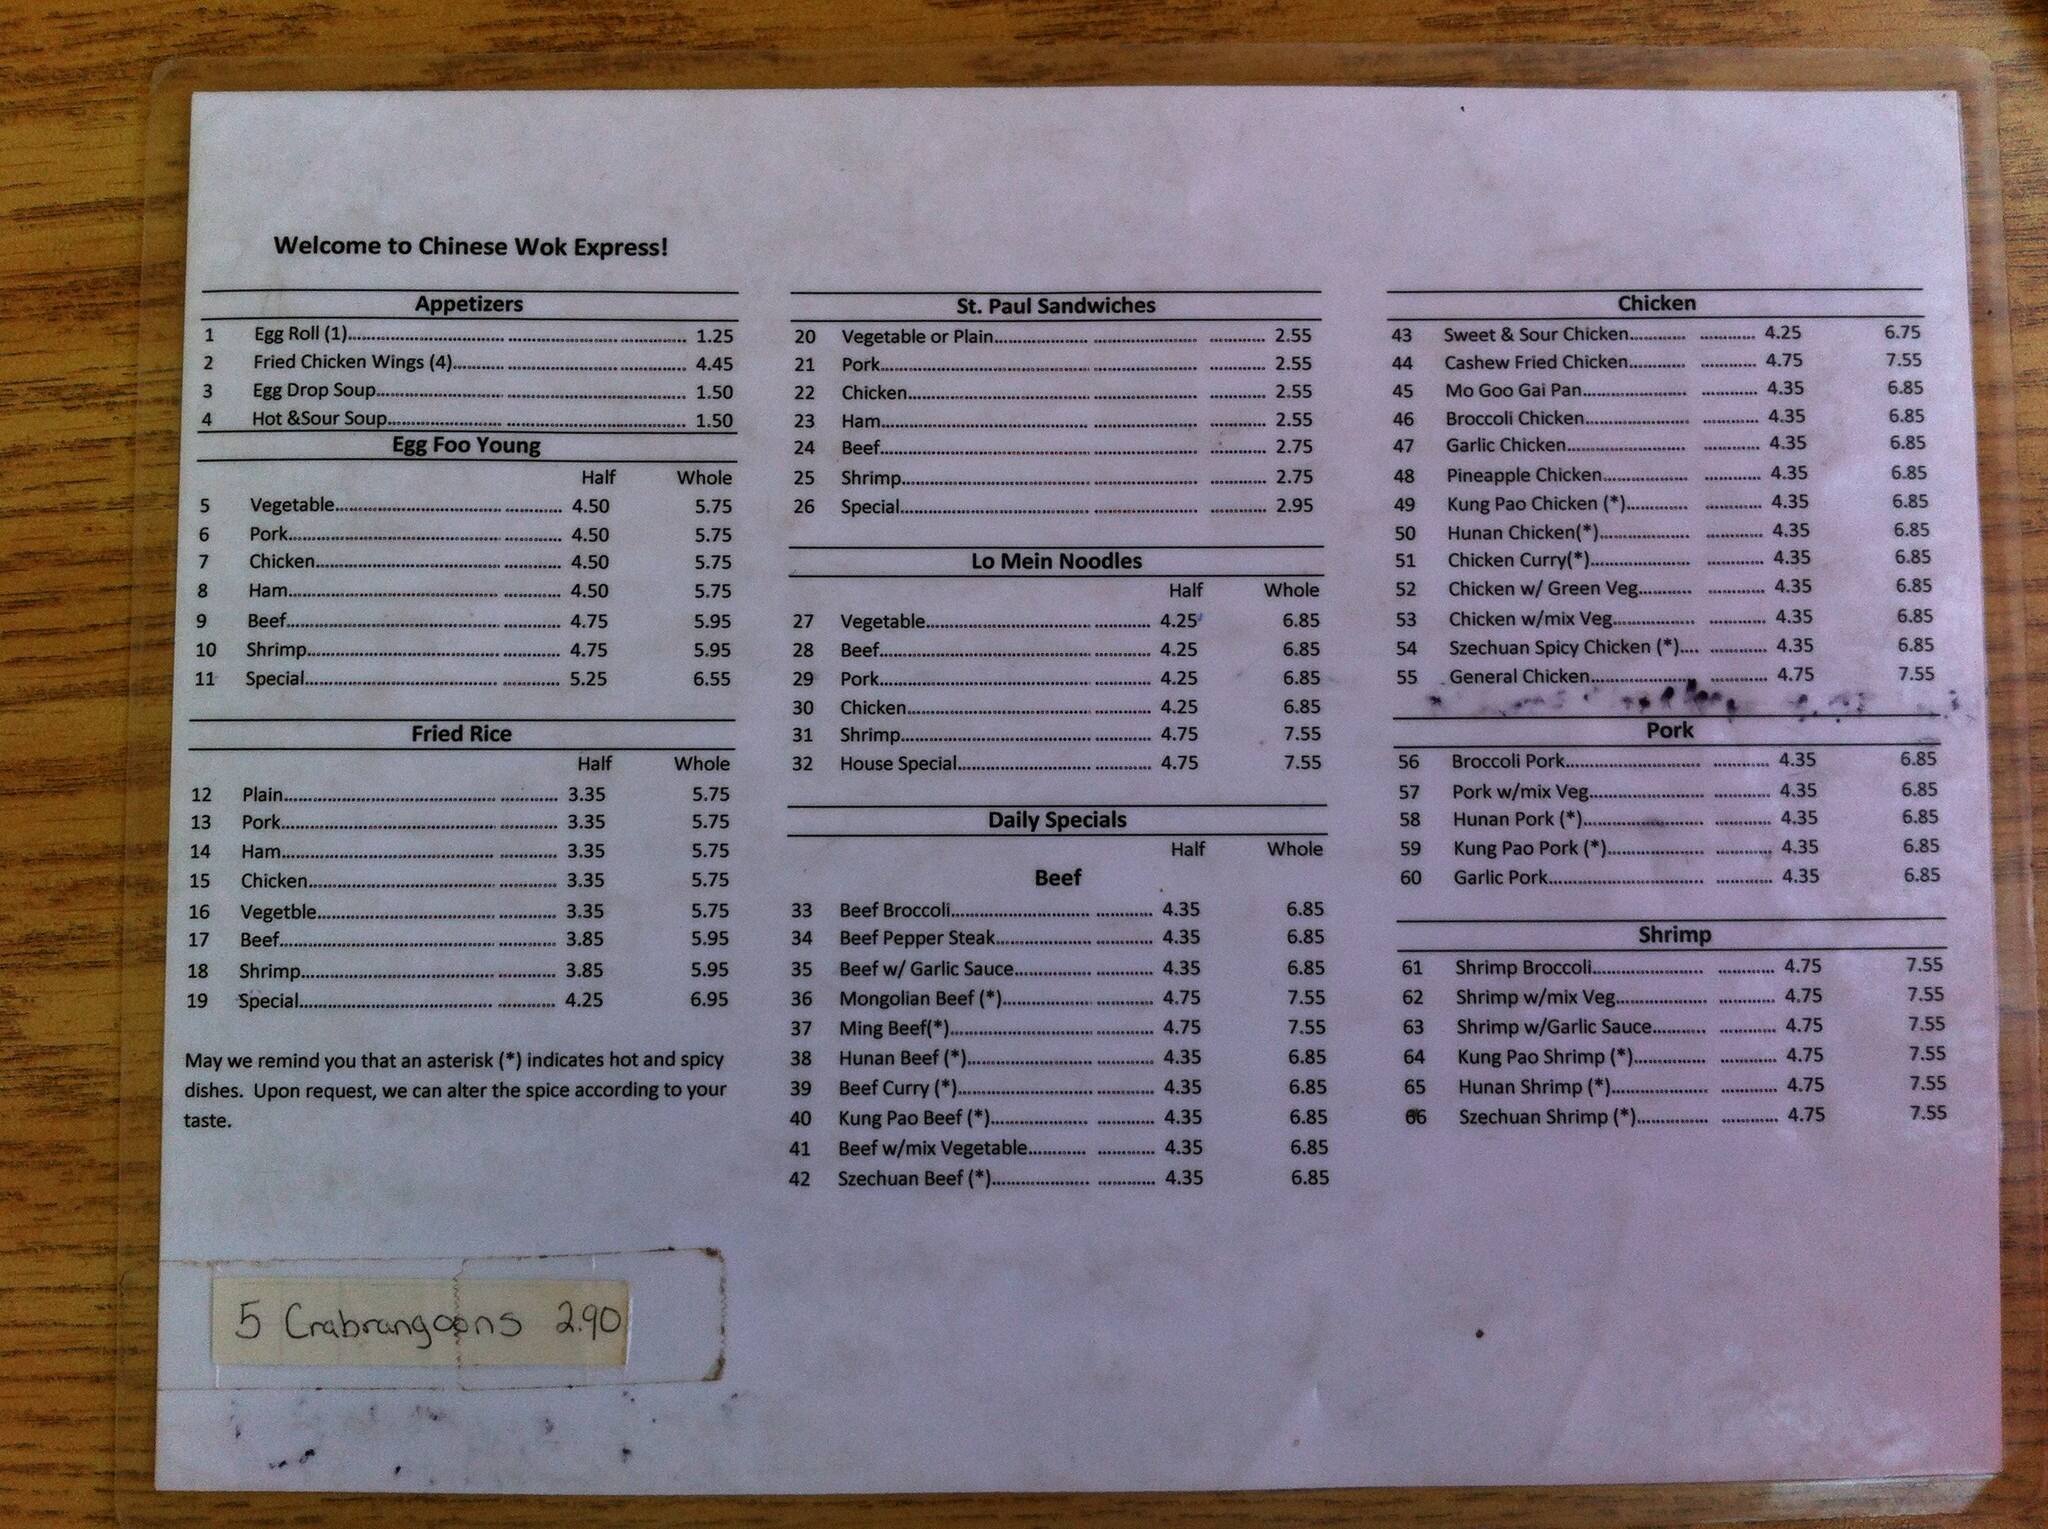 Welcome to Chinese Wok Express!
Appetizers
1 Egg Roll (1) 1.25
2 Fried Chicken Wings (4) 4.45
3 Egg Drop Soup 1.50
4 Hot &Sour Soup 1.50
Egg Foo Young
Half Whole
5 Vegetable 4.50 5.75
6 Pork 4.50 5.75
7 Chicken 4.50 5.75
8 Ham 4.50 5.75
9 Beef 4.75 5.95
10 Shrimp 4.75 5.95
11 Special 5.25 6.55
Fried Rice
Half Whole
12 Plain 3.35 5.75
13 Pork 3.35 5.75
14 Ham 3.35 5.75
15 Chicken 3.35 5.75
16 Vegetble 3.35 5.75
17 Beef 3.85 5.95
18 Shrimp 3.85 5.95
19 Special 4.25 6.95
May we remind you that an asterisk (*) indicates hot and spicy
dishes. Upon request, we can alter the spice according to your
taste.
5 Crabrangoons 2.90
St. Paul Sandwiches
20 Vegetable or Plain 2.55
21 Pork 2.55
22 Chicken 2.55
23 Ham 2.55
24 Beef 2.75
25 Shrimp 2.75
26 Special 2.95
Lo Mein Noodles
Half Whole
27 Vegetable 4.25 6.85
28 Beef 4.25 6.85
29 Pork 4.25 6.85
30 Chicken 4.25 6.85
31 Shrimp 4.75 7.55
32 House Special 4.75 7.55
Daily Specials
Half Whole
Beef
33 Beef Broccoli 4.35 6.85
34 Beef Pepper Steak 4.35 6.85
35 Beef w/ Garlic Sauce 4.35 6.85
36 Mongolian Beef (*) 4.75 7.55
37 Ming Beef(*) 4.75 7.55
38 Hunan Beef (*) 4.35 6.85
39 Beef Curry (*) 4.35 6.85
40 Kung Pao Beef (*) 4.35 6.85
41 Beef w/mix Vegetable 4.35 6.85
42 Szechuan Beef (*) 4.35 6.85
Chicken
43 Sweet & Sour Chicken 4.25 6.75
44 Cashew Fried Chicken 4.75 7.55
45 Mo Goo Gai Pan 4.35 6.85
46 Broccoli Chicken 4.35 6.85
47 Garlic Chicken 4.35 6.85
48 Pineapple Chicken 4.35 6.85
49 Kung Pao Chicken (*) 4.35 6.85
50 Hunan Chicken(*) 4.35 6.85
51 Chicken Curry(*) 4.35 6.85
52 Chicken w/ Green Veg 4.35 6.85
53 Chicken w/mix Veg 4.35 6.85
54 Szechuan Spicy Chicken (*) 4.35 6.85
55 General Chicken 4.75 7.55
Pork
56 Broccoli Pork 4.35 6.85
57 Pork w/mix Veg 4.35 6.85
58 Hunan Pork (*) 4.35 6.85
59 Kung Pao Pork (*) 4.35 6.85
60 Garlic Pork 4.35 6.85
Shrimp
61 Shrimp Broccoli 4.75 7.55
62 Shrimp w/mix Veg 4.75 7.55
63 Shrimp w/Garlic Sauce 4.75 7.55
64 Kung Pao Shrimp (*) 4.75 7.55
65 Hunan Shrimp (*) 4.75 7.55
66 Szechuan Shrimp (*) 4.75 7.55